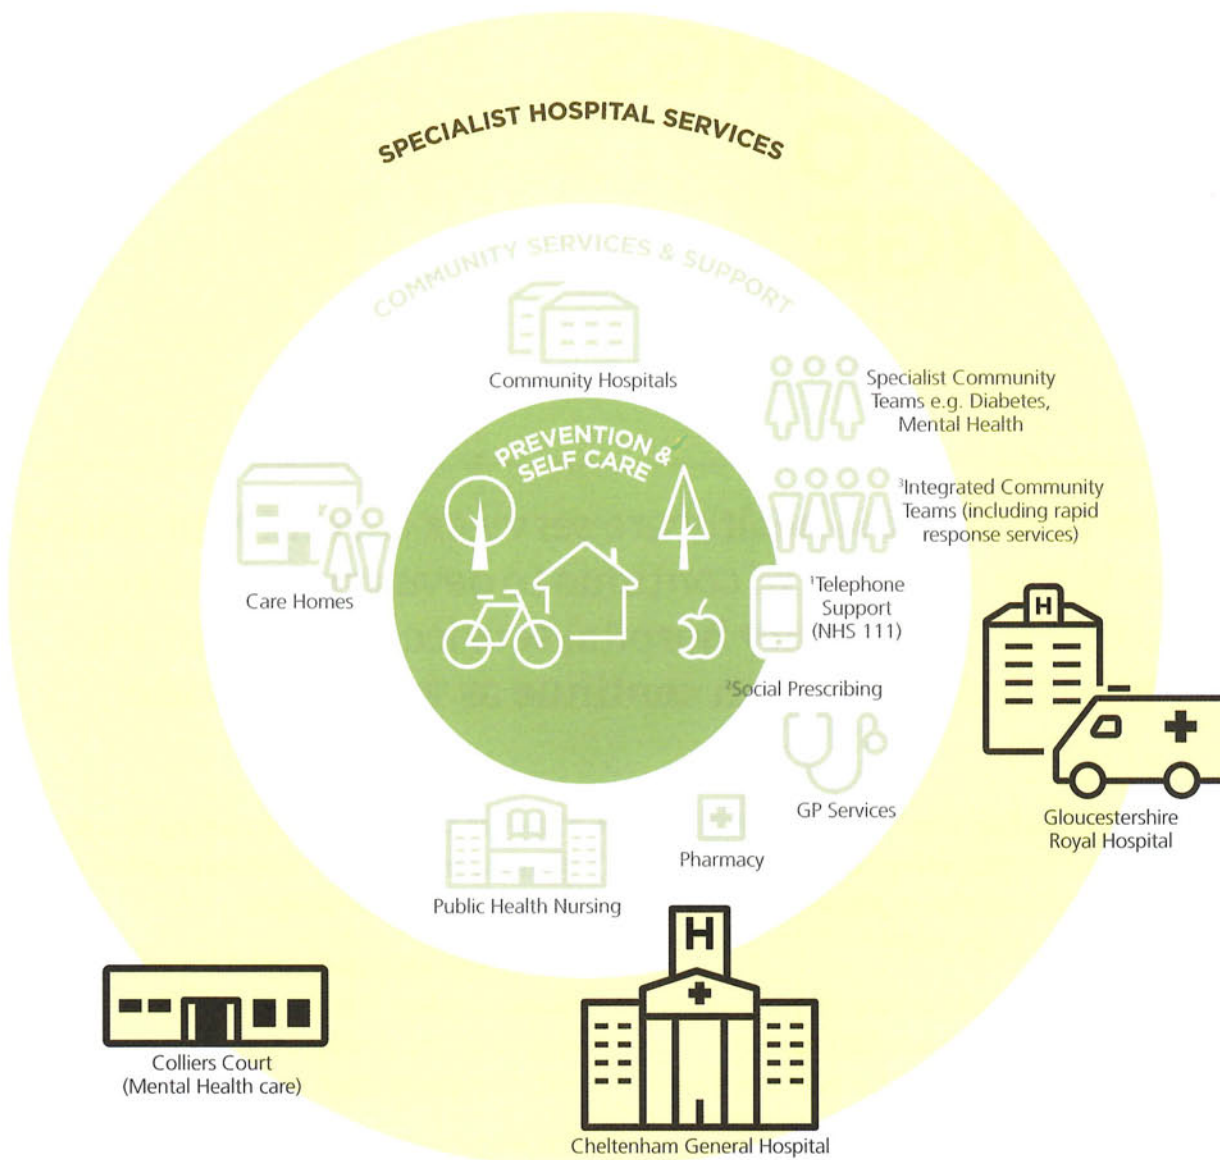 SPECIALIST HOSPITAL SERVICES
COMMUNITY SERVICES & SUPPORT
Community Hospitals
Specialist Community
Teams e.g. Diabetes,
Mental Health
PREVENTION &
SELF CARE
³Integrated Community
Teams (including rapid
response services)
Care Homes
¹Telephone
Support
(NHS 111)
H
²Social Prescribing
GP Services
Gloucestershire
Royal Hospital
Pharmacy
Public Health Nursing
H
Colliers Court
(Mental Health care)
Cheltenham General Hospital